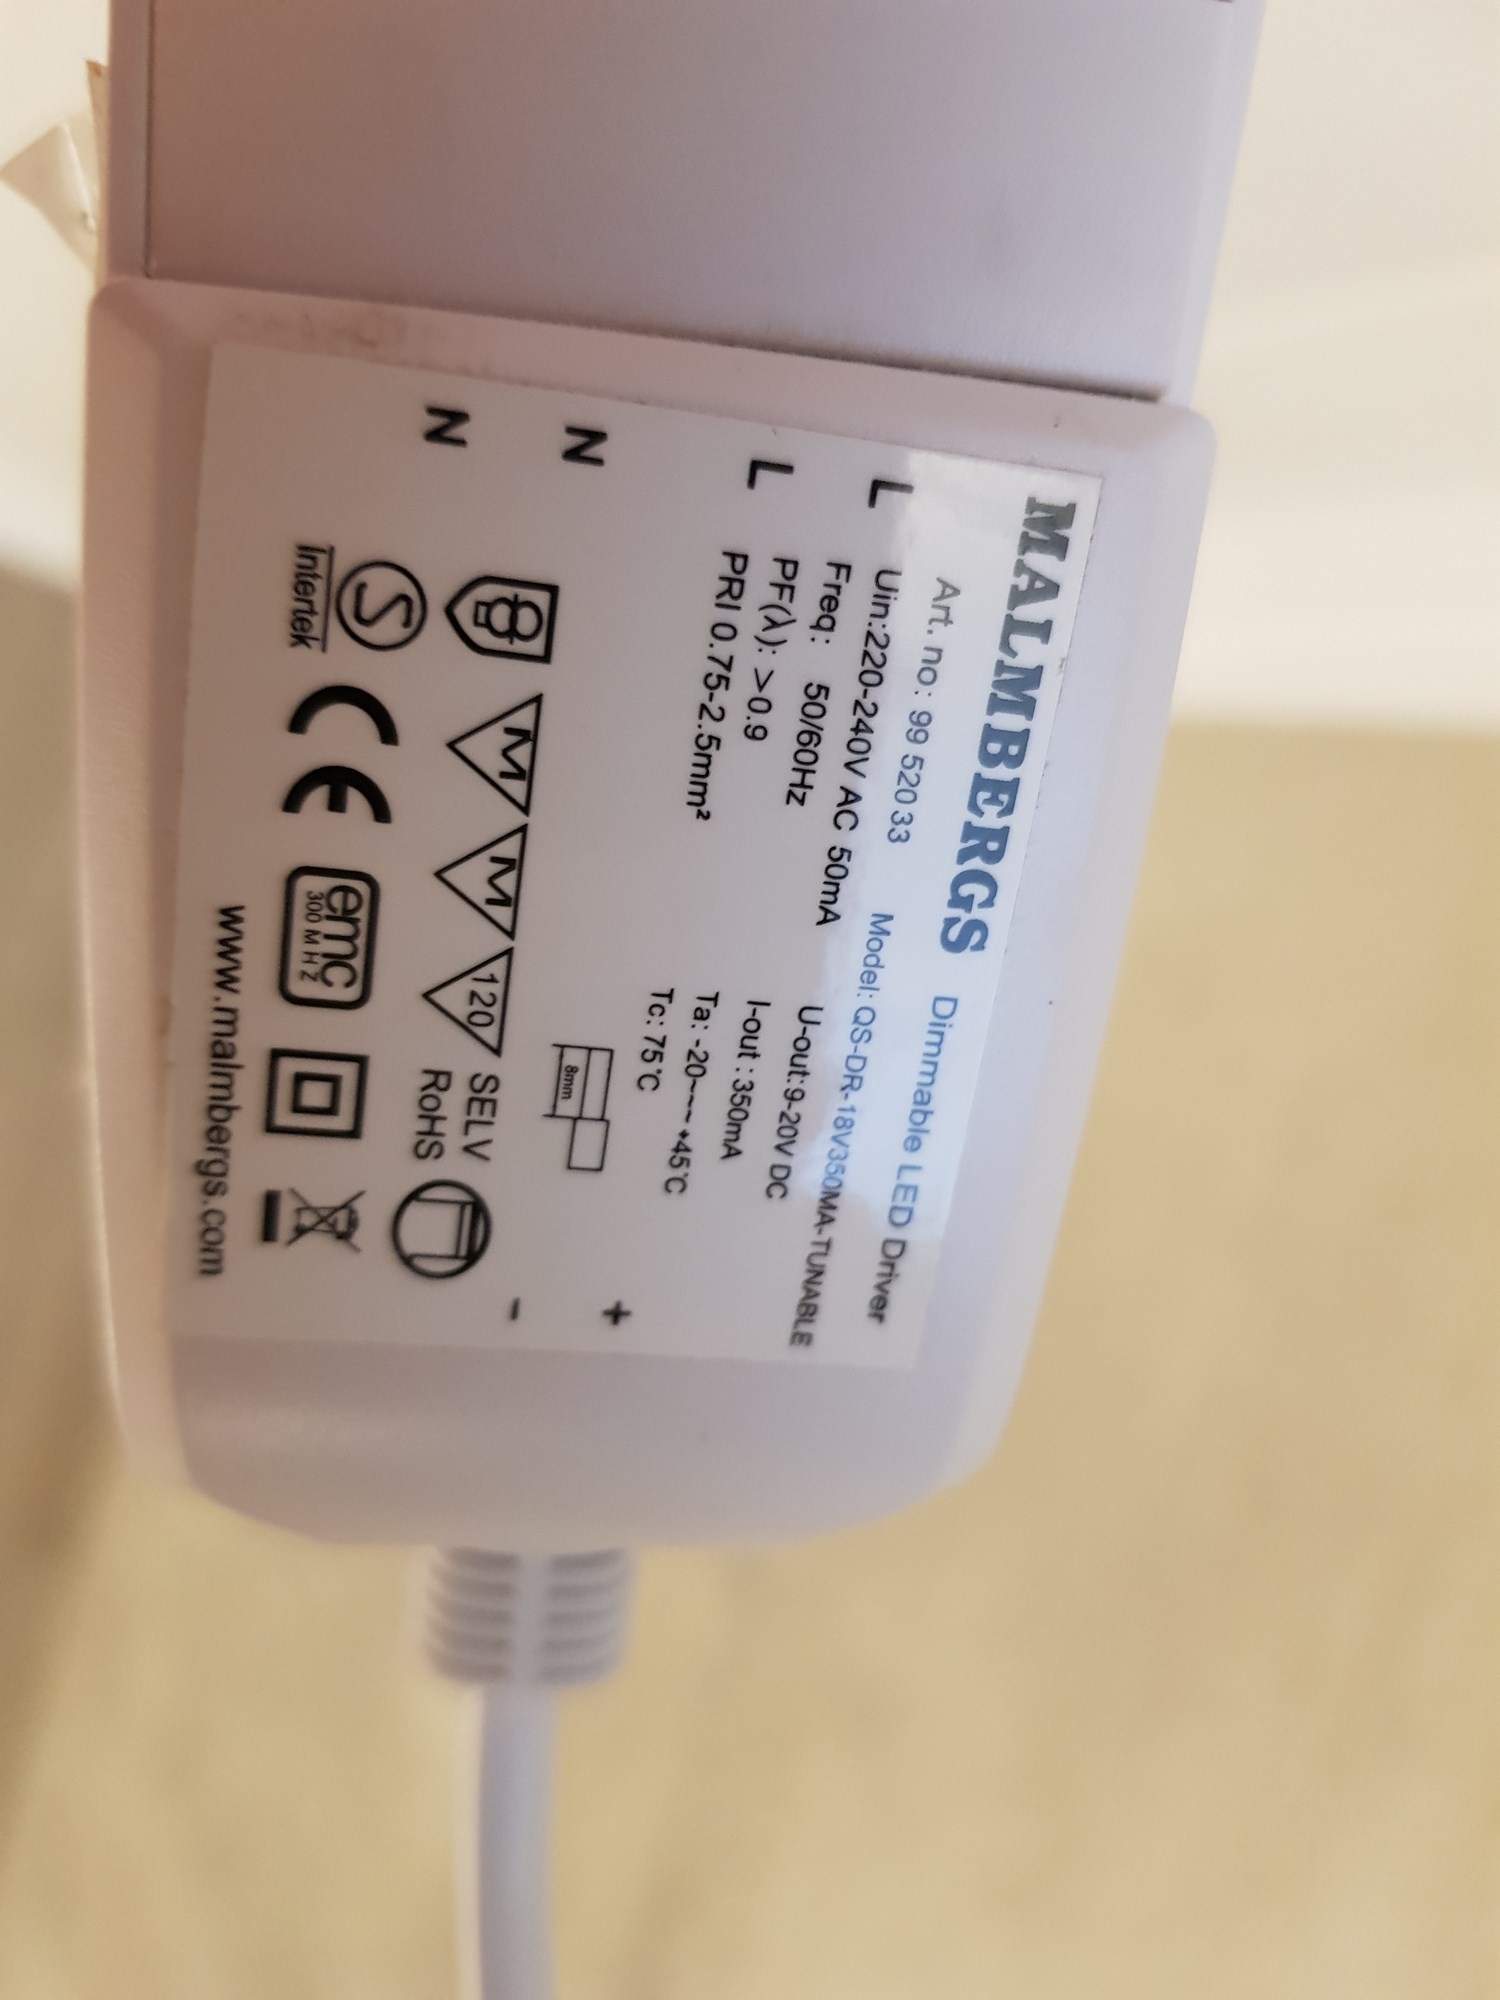 MALMBERGS Dimmable LED Driver
Art. no: 99 520 33 Model: QS-DR-18V350MA-TUNABLE
L Uin:220-240V AC 50mA U-out:9-20V DC
Freq: 50/60Hz I-out : 350mA
L PF(λ): >0.9 Ta: -20~~~+45°C
PRI 0.75-2.5mm² Tc: 75°C
8mm +
N
M M 120 SELV -
N RoHS
S
Intertek CE emc
300 MHZ
www.malmbergs.com